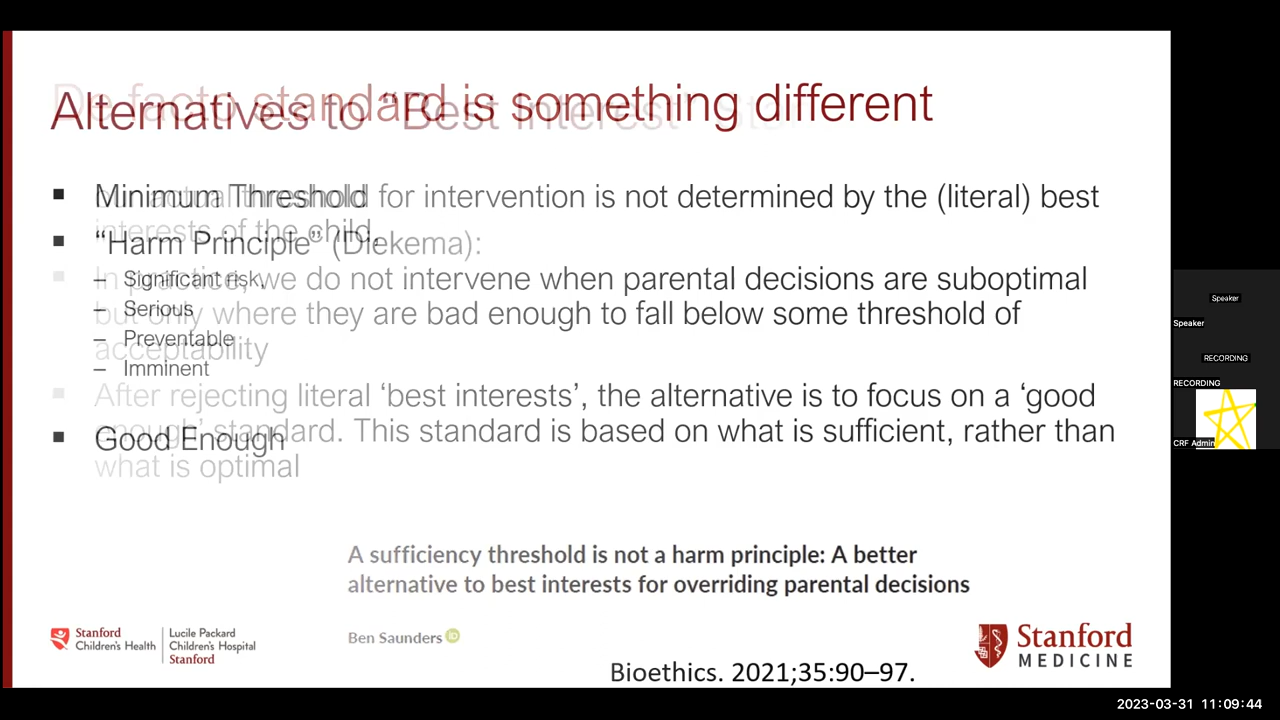 De facto standard is something different
Alternatives to “Best Interest
Minimum Threshold
for intervention is not determined by the (literal) best
interests of the child.
“Harm Principle” (Diekema):
In practice, we do not intervene when parental decisions are suboptimal
– Significant risk
but only where they are bad enough to fall below some threshold of
– Serious
acceptability
– Preventable
– Imminent
After rejecting literal ‘best interests’, the alternative is to focus on a ‘good
enough’ standard. This standard is based on what is sufficient, rather than
what is optimal
Good Enough
A sufficiency threshold is not a harm principle: A better
alternative to best interests for overriding parental decisions
Ben Saunders iD
Bioethics. 2021;35:90–97.
Stanford
Children's Health
Lucile Packard
Children's Hospital
Stanford
Stanford
MEDICINE
Speaker
Speaker
RECORDING
RECORDING
CRF Admin
2023-03-31 11:09:44